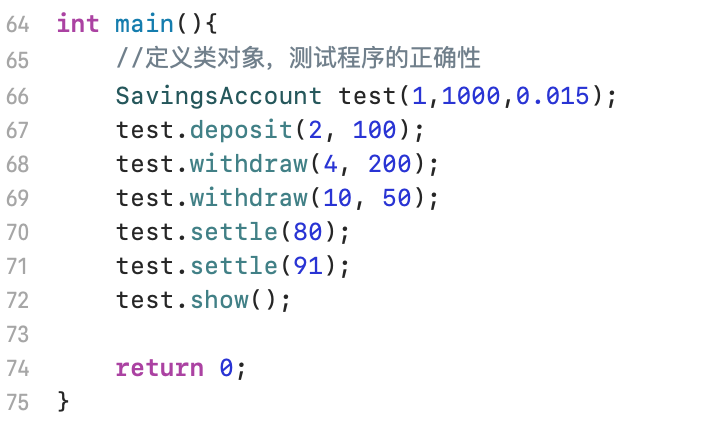 64 int main(){
65     //定义类对象，测试程序的正确性
66     SavingsAccount test(1,1000,0.015);
67     test.deposit(2, 100);
68     test.withdraw(4, 200);
69     test.withdraw(10, 50);
70     test.settle(80);
71     test.settle(91);
72     test.show();
73
74     return 0;
75 }